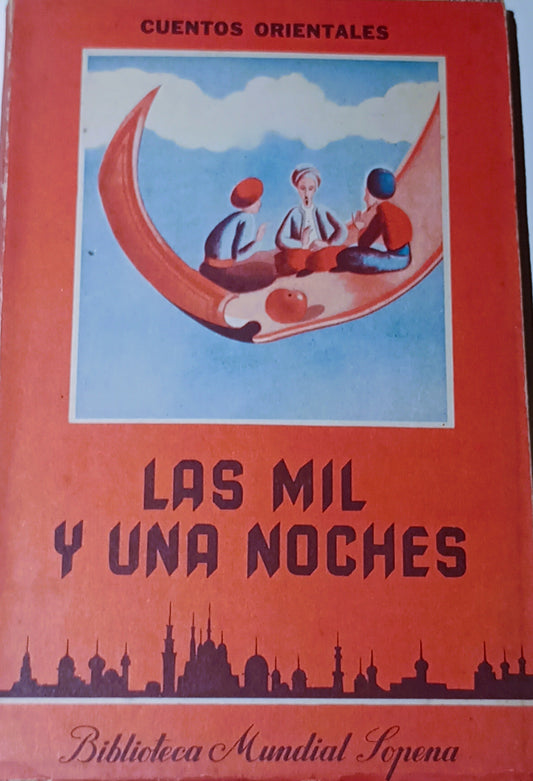 CUENTOS ORIENTALES
LAS MIL
Y UNA NOCHES
Biblioteca Mundial Sopena